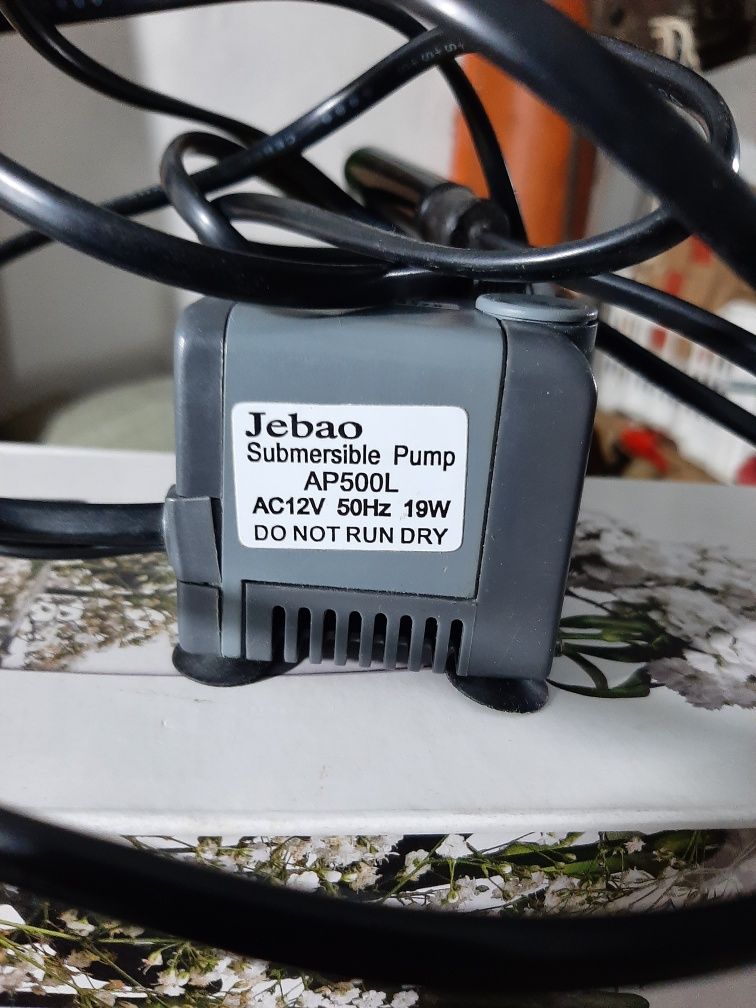 Jebao
Submersible Pump
AP500L
AC12V 50Hz 19W
DO NOT RUN DRY